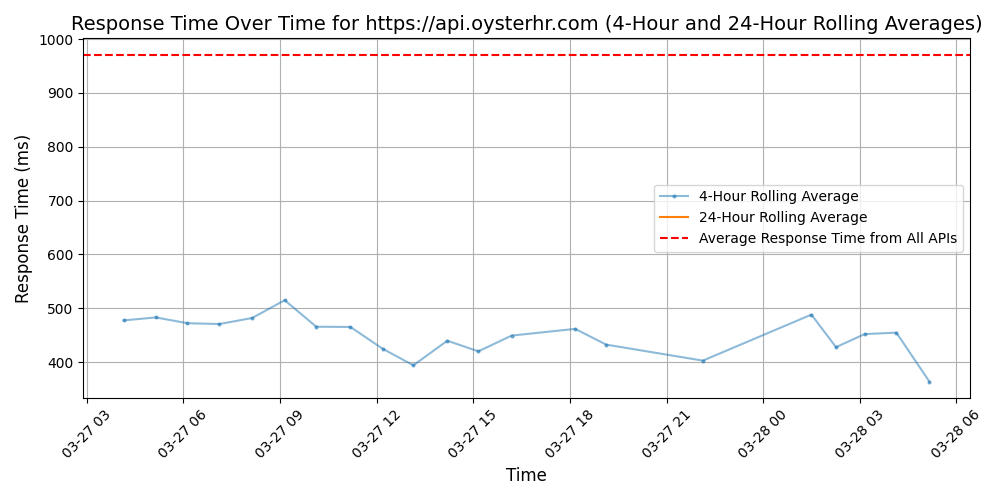 Response Time Over Time for https://api.oysterhr.com (4-Hour and 24-Hour Rolling Averages)
Response Time (ms)
1000
900
800
700
600
500
400
4-Hour Rolling Average
24-Hour Rolling Average
Average Response Time from All APIs
03-27 03
03-27 06
03-27 09
03-27 12
03-27 15
03-27 18
03-27 21
03-28 00
03-28 03
03-28 06
Time